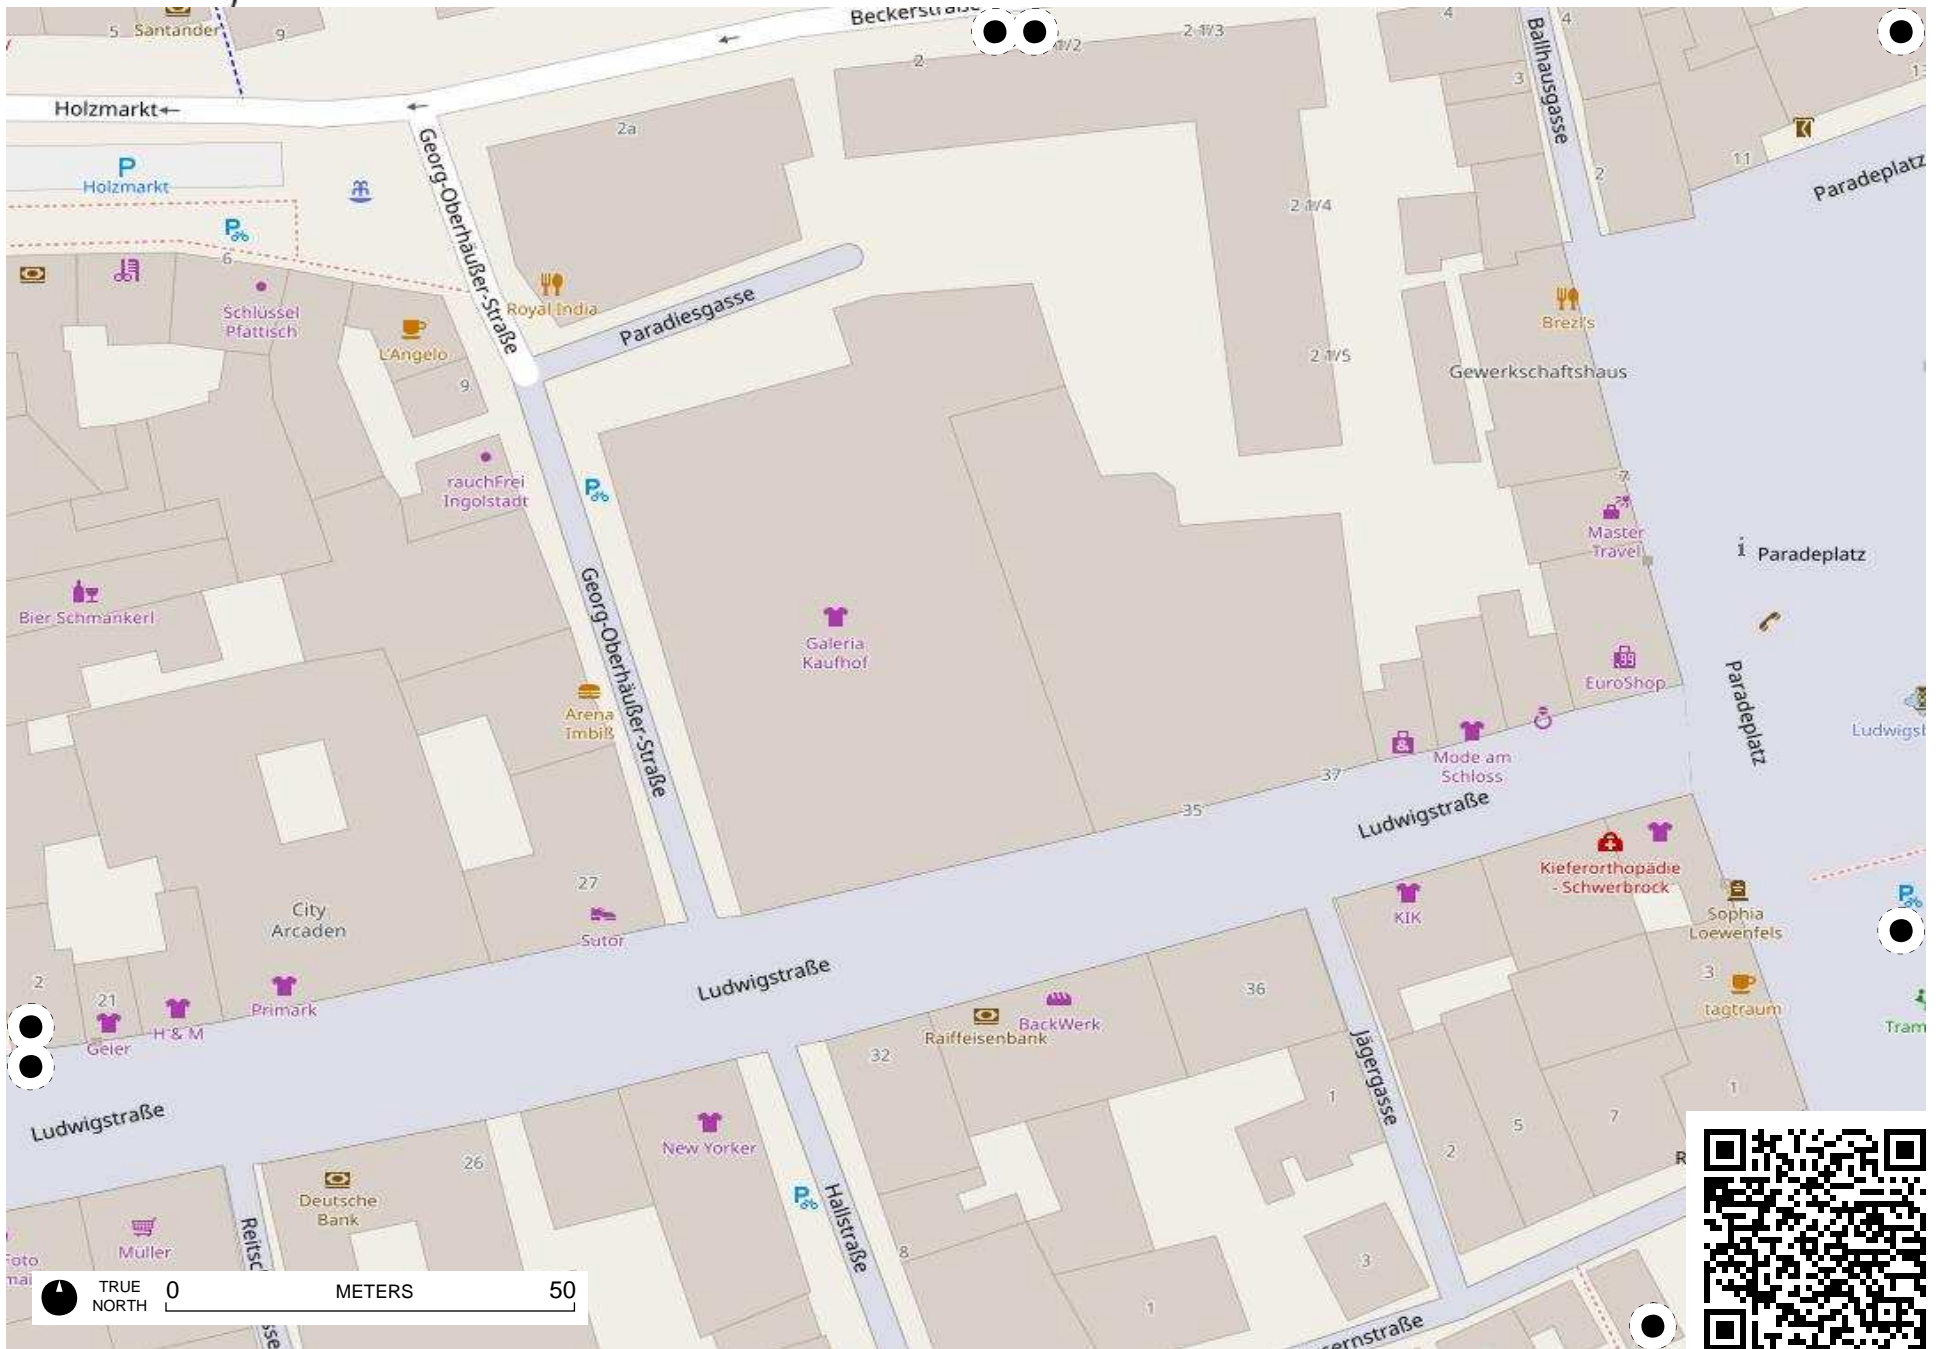 Beckerstraße
5
Santander
9
2
1/2
2 1/3
4
Ballhausgasse
4
3
Holzmarkt
2a
11
2
P
Holzmarkt
Georg-Oberhäußer-Straße
2 1/4
Paradeplatz
6
Schlüssel
Pfattisch
L'Angelo
9
Royal India
Paradiesgasse
2 1/5
Brezl's
Gewerkschaftshaus
rauchFrei
Ingolstadt
7
Master
Travel
i Paradeplatz
Bier Schmankerl
Georg-Oberhäußer-Straße
Galeria
Kaufhof
99
EuroShop
Paradeplatz
Arena
Imbiß
Ludwigsb
&
Mode am
Schloss
37
35
Ludwigstraße
Kieferorthopädie
- Schwerbrock
27
City
Arcaden
Sutor
KIK
Sophia
Loewenfels
Ludwigstraße
2
21
Geier
H & M
Primark
36
3
tagtraum
Raiffeisenbank
BackWerk
32
Tram
Jägergasse
Ludwigstraße
New Yorker
1
1
7
5
2
26
Deutsche
Bank
Müller
Hallstraße
8
3
1
TRUE
NORTH
0
METERS
50